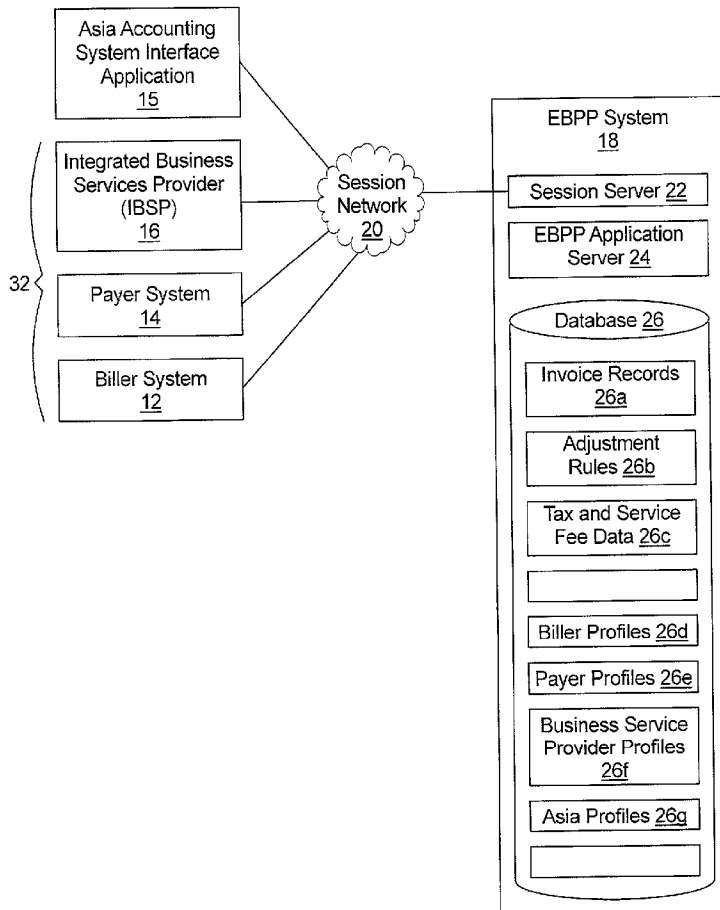 Asia Accounting
System Interface
Application
15
Integrated Business
Services Provider
(IBSP)
16
32
Payer System
14
Biller System
12
Session
Network
20
EBPP System
18
Session Server 22
EBPP Application
Server 24
Database 26
Invoice Records
26a
Adjustment
Rules 26b
Tax and Service
Fee Data 26c
Biller Profiles 26d
Payer Profiles 26e
Business Service
Provider Profiles
26f
Asia Profiles 26g